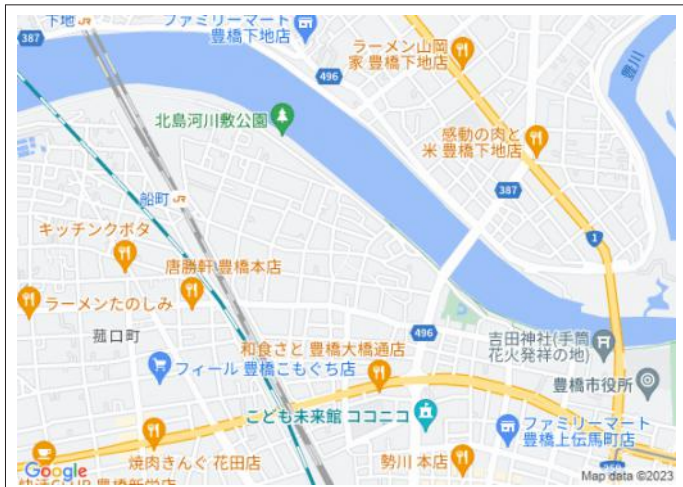 下地
387
ファミリーマート
豊橋下地店
ラーメン山岡
家 豊橋下地店
496
豊川
北島河川敷公園
感動の肉と
米 豊橋下地店
387
船町
1
キッチンクボタ
唐勝軒 豊橋本店
ラーメンたのしみ
菰口町
496
和食さと 豊橋大橋通店
吉田神社(手筒
花火発祥の地)
フィール 豊橋こもぐち店
豊橋市役所
こども未来館 ココニコ
ファミリーマート
豊橋上伝馬町店
焼肉きんぐ 花田店
勢川 本店
Google
Map data ©2023